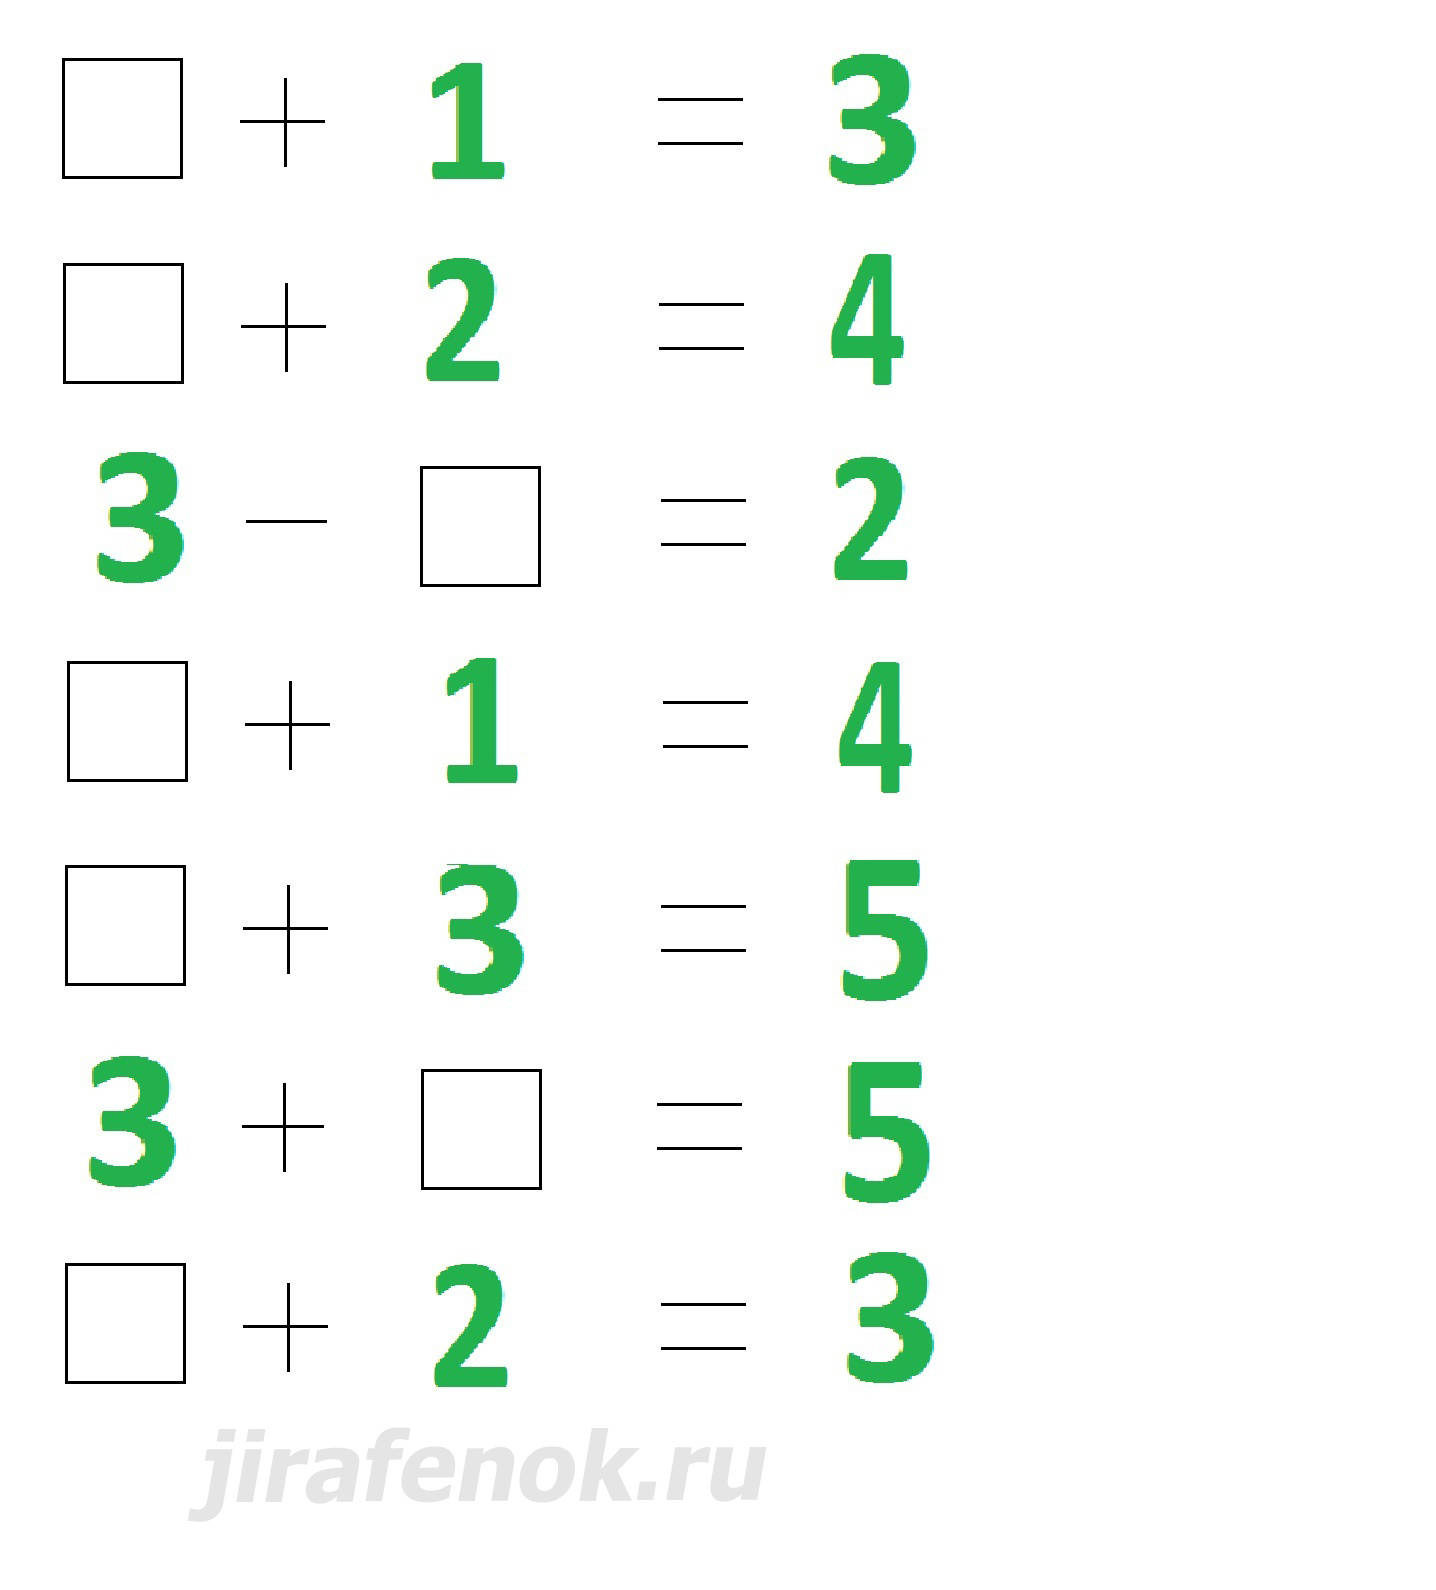 □ + 1 = 3
□ + 2 = 4
3 − □ = 2
□ + 1 = 4
□ + 3 = 5
3 + □ = 5
□ + 2 = 3
jirafenok.ru